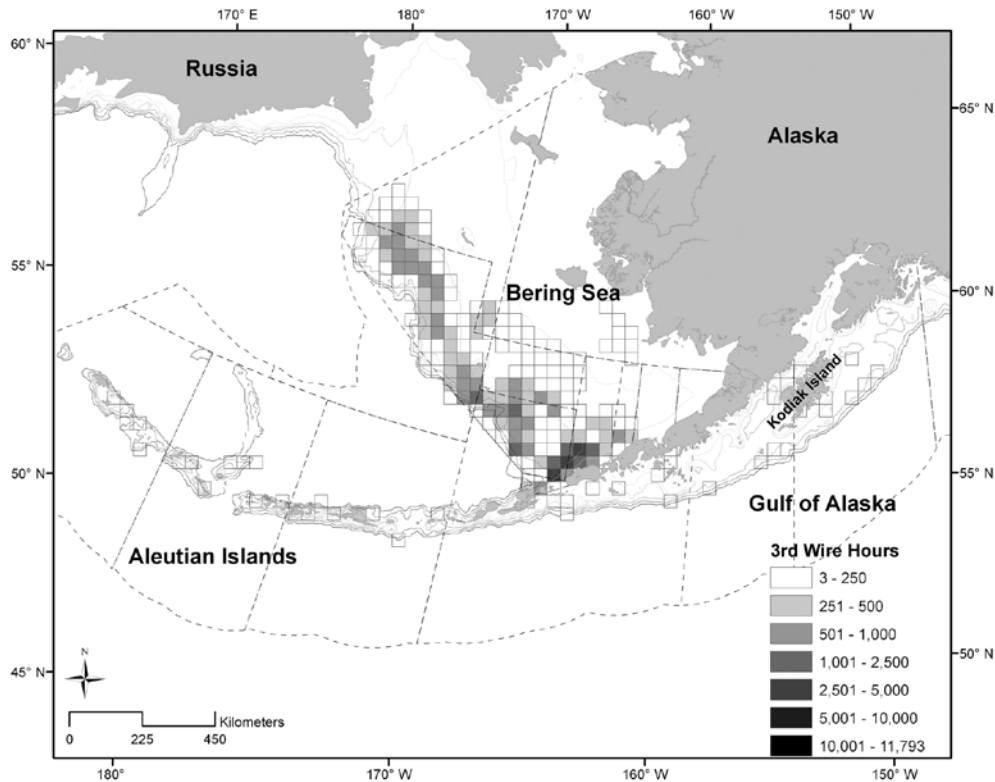 170° E 180° 170° W 160° W 150° W
60° N
Russia
65° N
Alaska
55° N
60° N
Bering Sea
Kodiak Island
50° N
55° N
Gulf of Alaska
Aleutian Islands
3rd Wire Hours
3 - 250
251 - 500
501 - 1,000
1,001 - 2,500
2,501 - 5,000
5,001 - 10,000
10,001 - 11,793
50° N
45° N
N
Kilometers
0 225 450
180° 170° W 160° W 150° W